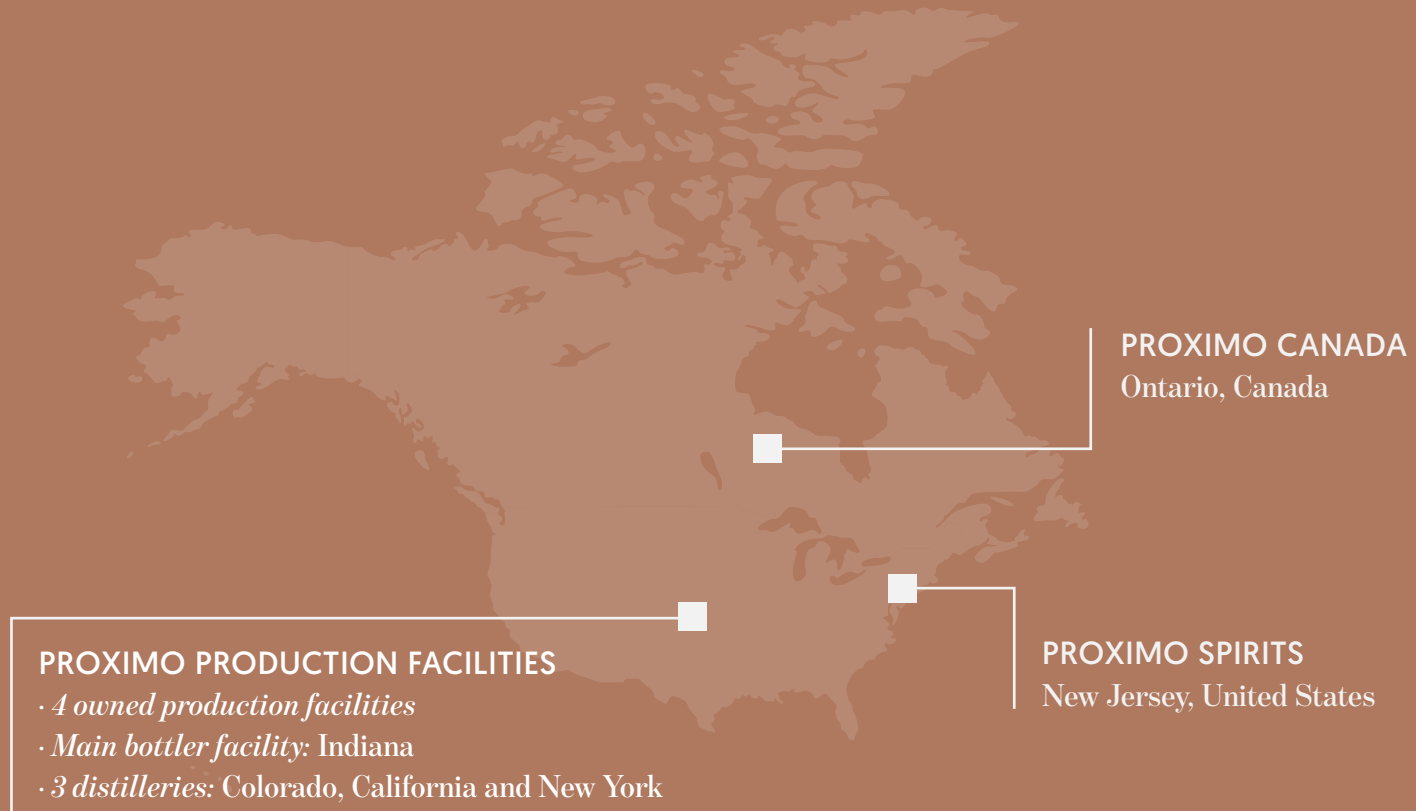 PROXIMO CANADA
Ontario, Canada
PROXIMO PRODUCTION FACILITIES
· 4 owned production facilities
· Main bottler facility: Indiana
· 3 distilleries: Colorado, California and New York
PROXIMO SPIRITS
New Jersey, United States